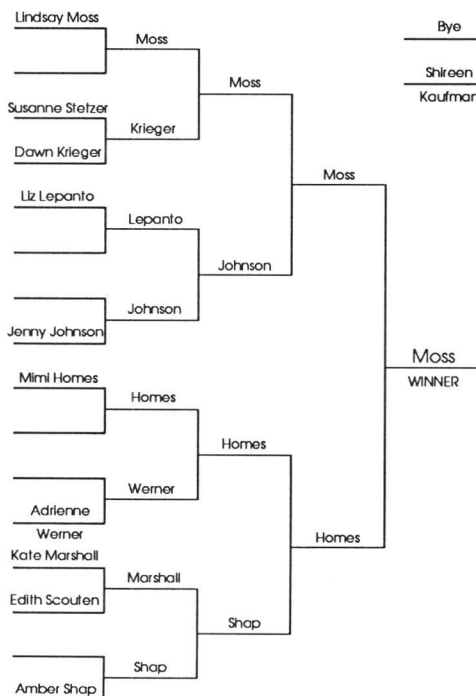 Lindsay Moss
Susanne Stetzer
Dawn Krieger
Liz Lepanto
Jenny Johnson
Mimi Homes
Adrienne
Werner
Kate Marshall
Edith Scouten
Amber Shap
Moss
Krieger
Lepanto
Johnson
Homes
Werner
Marshall
Shap
Moss
Johnson
Homes
Shap
Moss
Homes
Moss
WINNER
Bye
Shireen
Kaufman